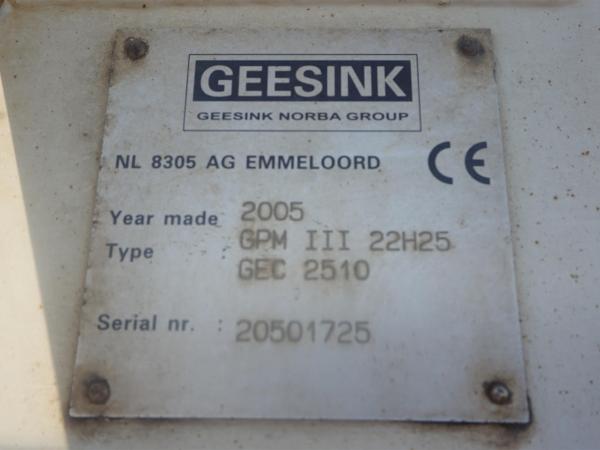 GEESINK
GEESINK NORBA GROUP
NL 8305 AG EMMELOORD CE
Year made 2005
Type : GPM III 22H25
GEC 2510
Serial nr. : 20501725